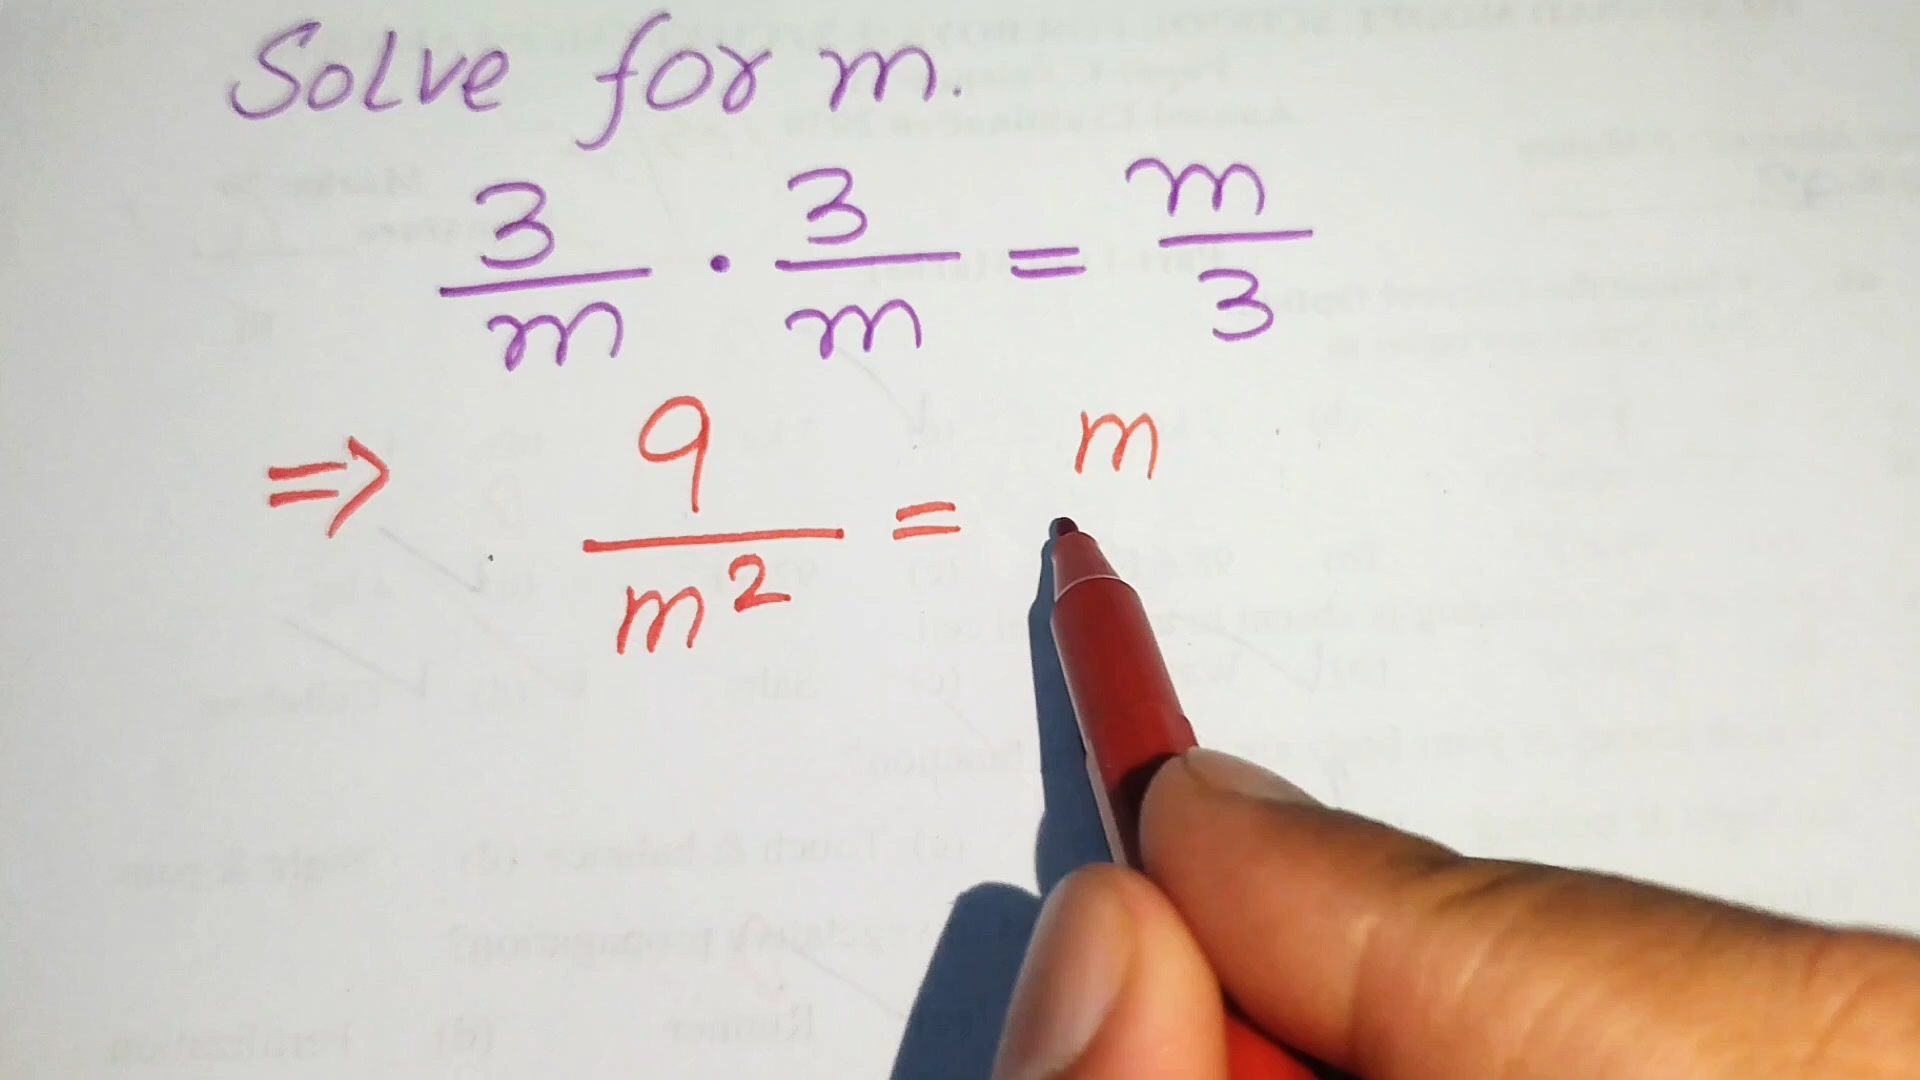 Solve for m.
3/m · 3/m = m/3
⇒ 9/m² = m